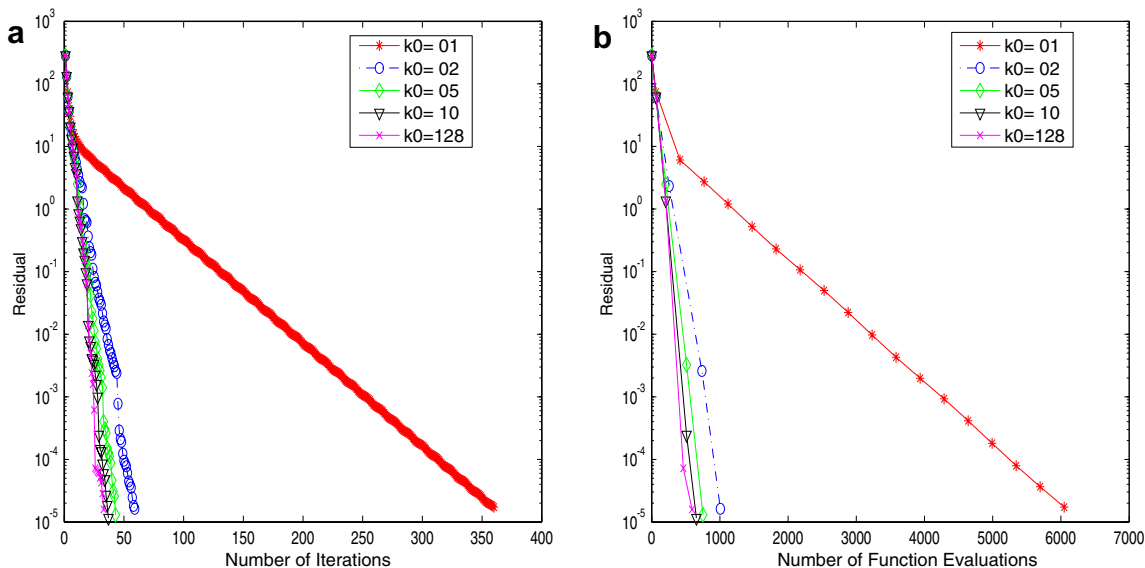 a
10^3
10^2
10^1
10^0
10^-1
10^-2
10^-3
10^-4
10^-5
Residual
k0= 01
k0= 02
k0= 05
k0= 10
k0=128
0 50 100 150 200 250 300 350 400
Number of Iterations
b
10^3
10^2
10^1
10^0
10^-1
10^-2
10^-3
10^-4
10^-5
Residual
k0= 01
k0= 02
k0= 05
k0= 10
k0=128
0 1000 2000 3000 4000 5000 6000 7000
Number of Function Evaluations